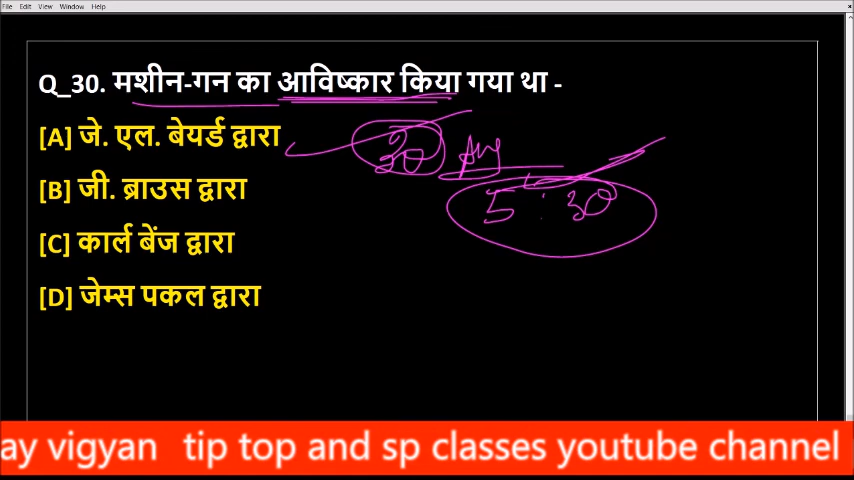 File Edit View Window Help
Q_30. मशीन-गन का आविष्कार किया गया था -
[A] जे. एल. बेयर्ड द्वारा
30 Ans
[B] जी. ब्राउस द्वारा
5 : 30
[C] कार्ल बेंज द्वारा
[D] जेम्स पकल द्वारा
ay vigyan tip top and sp classes youtube channel